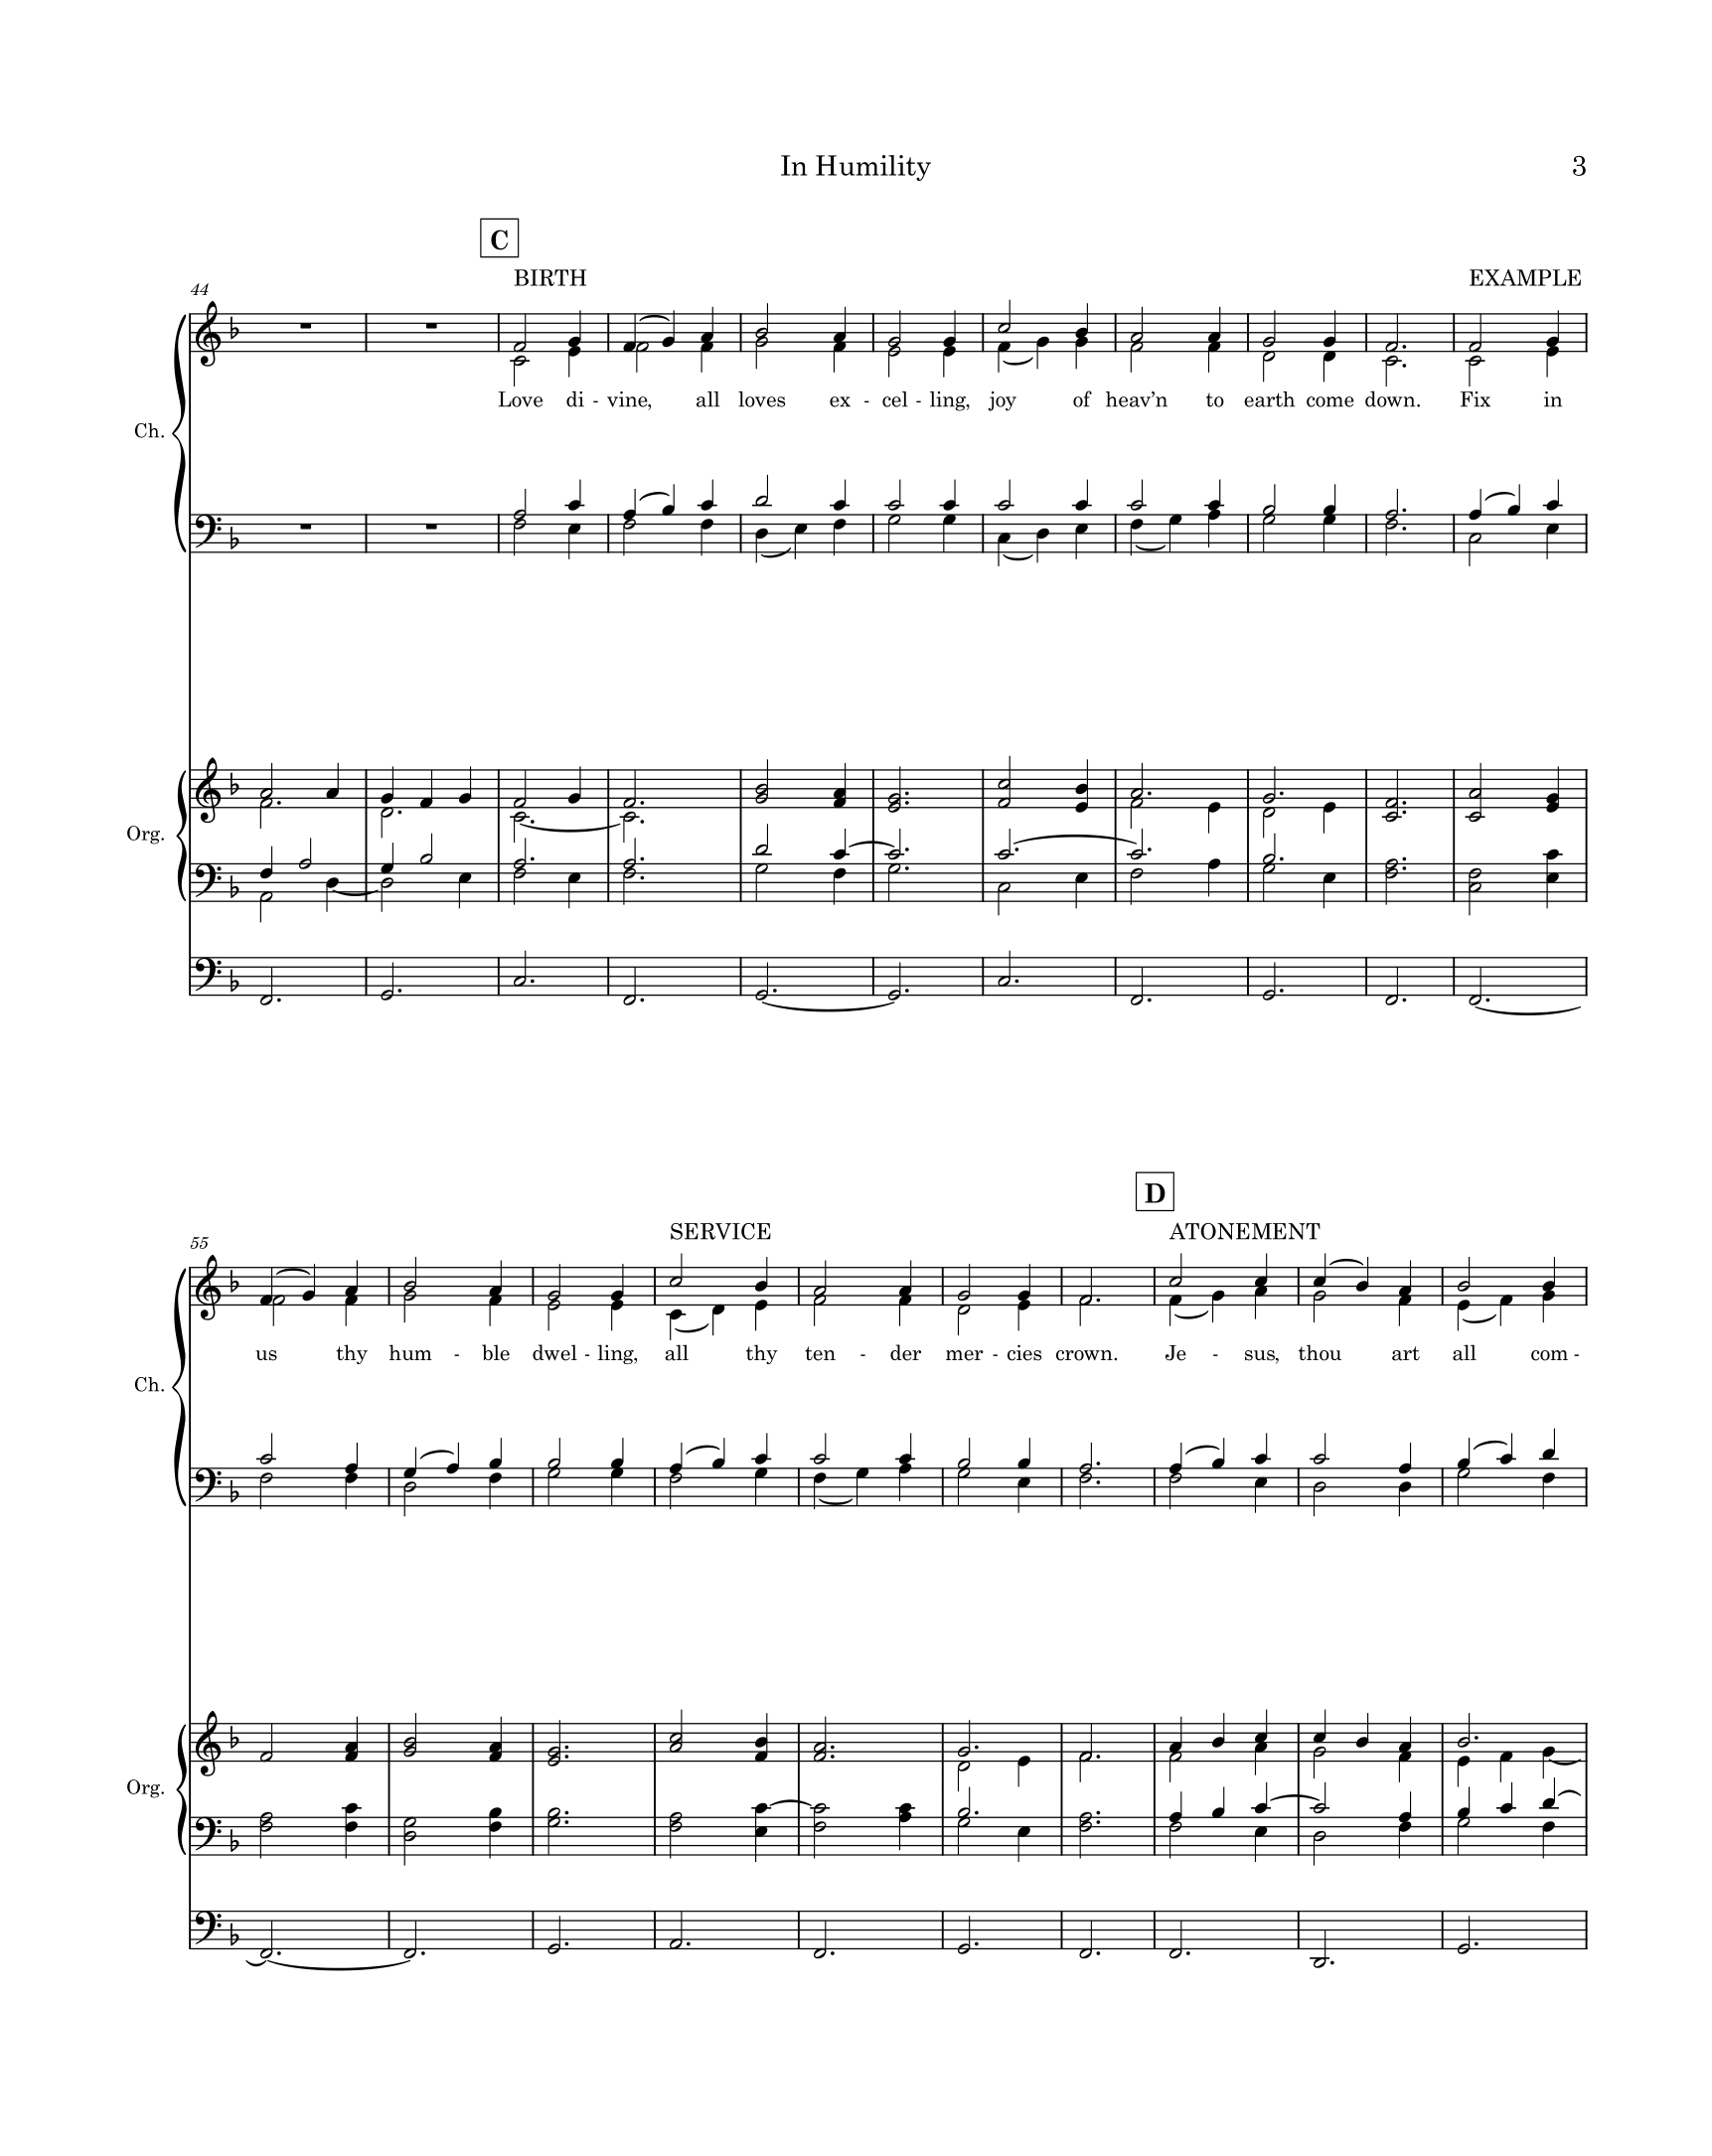 In Humility 3
C
BIRTH EXAMPLE
44
Love di - vine, all loves ex - cel - ling, joy of heav’n to earth come down. Fix in
Ch.
Org.
D
SERVICE ATONEMENT
55
us thy hum - ble dwel - ling, all thy ten - der mer - cies crown. Je - sus, thou art all com -
Ch.
Org.